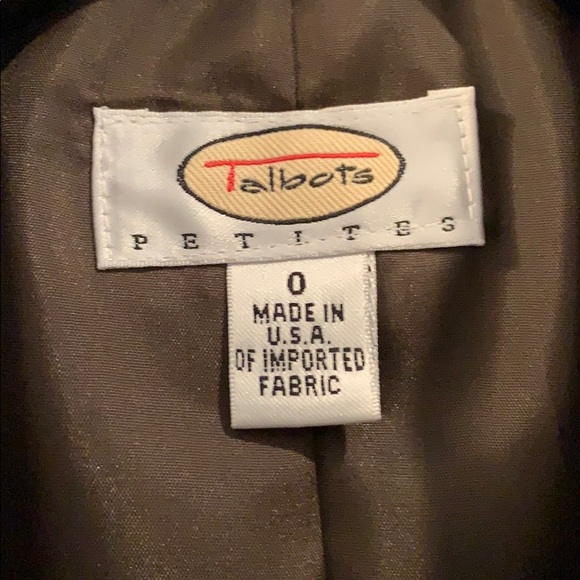 Talbots
PETITES
0
MADE IN
U.S.A.
OF IMPORTED
FABRIC